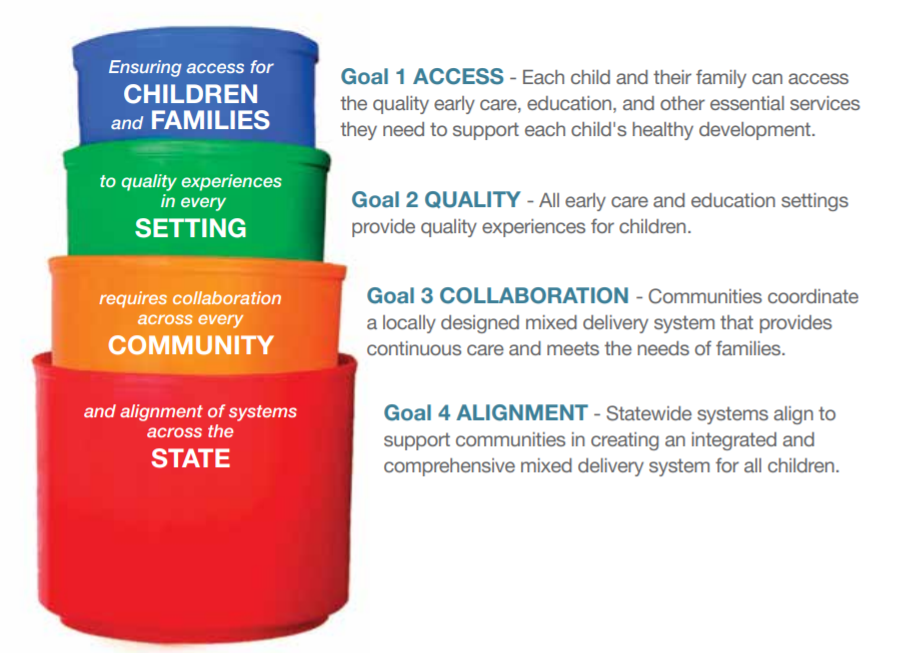 Ensuring access for
CHILDREN
and FAMILIES
Goal 1 ACCESS - Each child and their family can access
the quality early care, education, and other essential services
they need to support each child's healthy development.
to quality experiences
in every
SETTING
Goal 2 QUALITY - All early care and education settings
provide quality experiences for children.
requires collaboration
across every
COMMUNITY
Goal 3 COLLABORATION - Communities coordinate
a locally designed mixed delivery system that provides
continuous care and meets the needs of families.
and alignment of systems
across the
STATE
Goal 4 ALIGNMENT - Statewide systems align to
support communities in creating an integrated and
comprehensive mixed delivery system for all children.